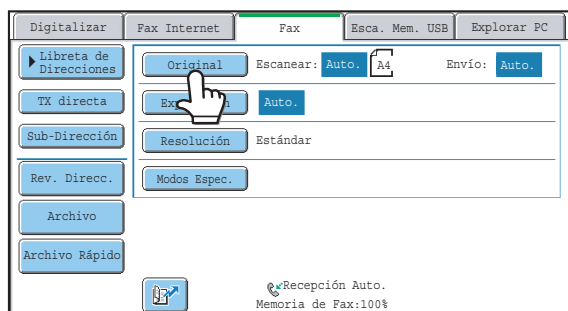 Digitalizar
Fax Internet
Fax
Esca. Mem. USB
Explorar PC
Libreta de
Direcciones
Original
Escanear:
Auto.
A4
Envío:
Auto.
TX directa
Auto.
Sub-Dirección
Resolución
Estándar
Rev. Direcc.
Modos Espec.
Archivo
Archivo Rápido
Recepción Auto.
Memoria de Fax:100%